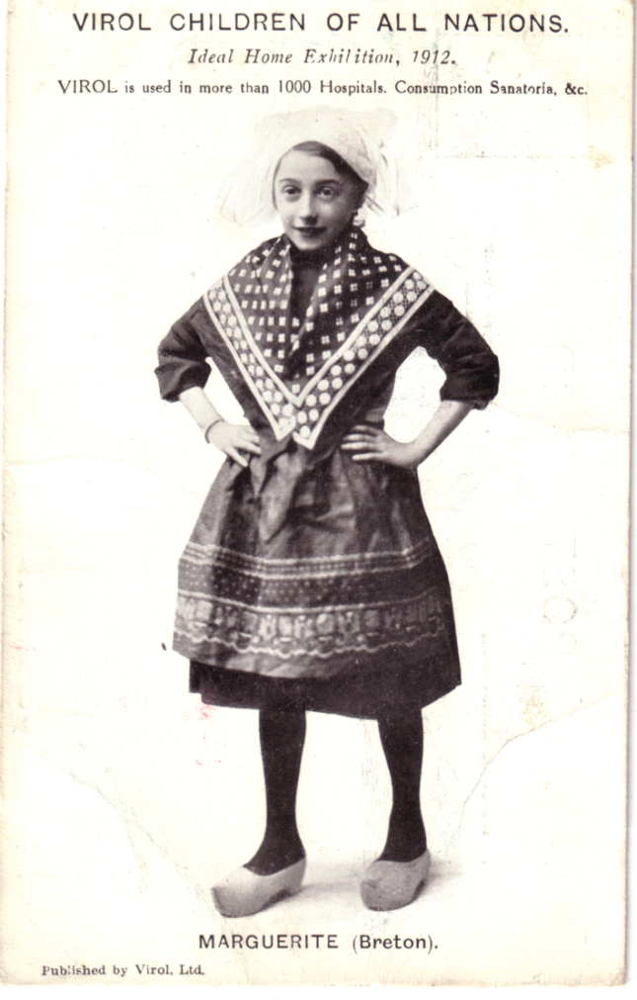 VIROL CHILDREN OF ALL NATIONS.
Ideal Home Exhibition, 1912.
VIROL is used in more than 1000 Hospitals. Consumption Sanatoria, &c.
MARGUERITE (Breton).
Published by Virol, Ltd.